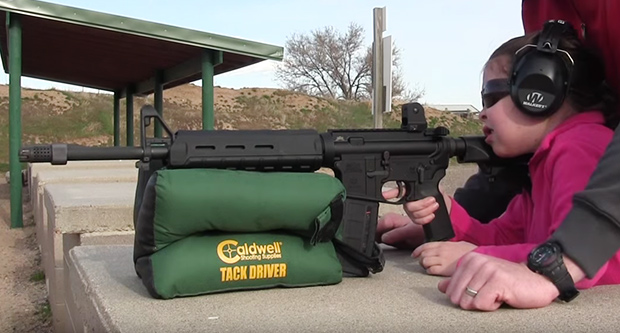 WALKER'S
Caldwell
Shooting Supplies
TACK DRIVER